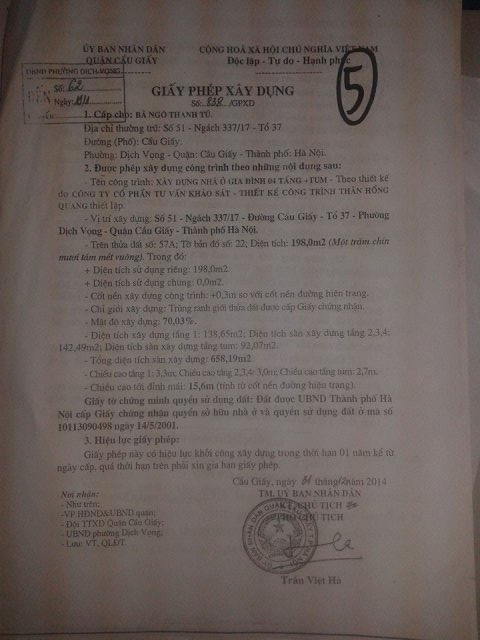 ỦY BAN NHÂN DÂN
QUẬN CẦU GIẤY
CỘNG HOÀ XÃ HỘI CHỦ NGHĨA VIỆT NAM
Độc lập - Tự do - Hạnh phúc
UBND PHƯỜNG DỊCH VỌNG
ĐẾN
Số: 62
Ngày:
5
GIẤY PHÉP XÂY DỰNG
Số: 838 /GPXD
1. Cấp cho: BÀ NGÔ THANH TÚ.
Địa chỉ thường trú: Số 51 - Ngách 337/17 - Tổ 37
Đường (Phố): Cầu Giấy.
Phường: Dịch Vọng - Quận: Cầu Giấy - Thành phố: Hà Nội.
2. Được phép xây dựng công trình theo những nội dung sau:
- Tên công trình: XÂY DỰNG NHÀ Ở GIA ĐÌNH 04 TẦNG +TUM - Theo thiết kế
do CÔNG TY CỔ PHẦN TƯ VẤN KHẢO SÁT - THIẾT KẾ CÔNG TRÌNH THĂN HỒNG
QUANG thiết lập.
- Vị trí xây dựng: Số 51 - Ngách 337/17 - Đường Cầu Giấy - Tổ 37 - Phường
Dịch Vọng - Quận Cầu Giấy - Thành phố Hà Nội.
- Trên thửa đất số: 57A; Tờ bản đồ số: 22; Diện tích: 198,0m2 (Một trăm chín
mươi tám mét vuông). Trong đó:
+ Diện tích sử dụng riêng: 198,0m2.
+ Diện tích sử dụng chung: 0,0m2.
- Cốt nền xây dựng công trình: +0,3m so với cốt nền đường hiện trạng.
- Chỉ giới xây dựng: Trùng ranh giới thửa đất được cấp Giấy chứng nhận.
- Mật độ xây dựng: 70,03%.
- Diện tích xây dựng tầng 1: 138,65m2; Diện tích sàn xây dựng tầng 2,3,4:
142,49m2; Diện tích sàn xây dựng tầng tum: 92,07m2.
- Tổng diện tích sàn xây dựng: 658,19m2.
- Chiều cao tầng 1: 3,3m; Chiều cao tầng 2,3,4: 3,0m; Chiều cao tum: 2,7m.
- Chiều cao tới đỉnh mái: 15,6m (tính từ cốt nền đường hiện trạng).
Giấy tờ chứng minh quyền sử dụng đất: Đất được UBND Thành phố Hà
Nội cấp Giấy chứng nhận quyền sở hữu nhà ở và quyền sử dụng đất ở mã số
10113090498 ngày 14/5/2001.
3. Hiệu lực giấy phép:
Giấy phép này có hiệu lực khởi công xây dựng trong thời hạn 01 năm kể từ
ngày cấp, quá thời hạn trên phải xin gia hạn giấy phép.
Cầu Giấy, ngày tháng 2014
Nơi nhận:
- Như trên;
-VP HĐND&UBND quận;
- Đội TTXD Quận Cầu Giấy;
- UBND phường Dịch Vọng;
- Lưu: VT, QLĐT.
TM. UỶ BAN NHÂN DÂN
CHỦ TỊCH
PHÓ CHỦ TỊCH
Trần Việt Hà